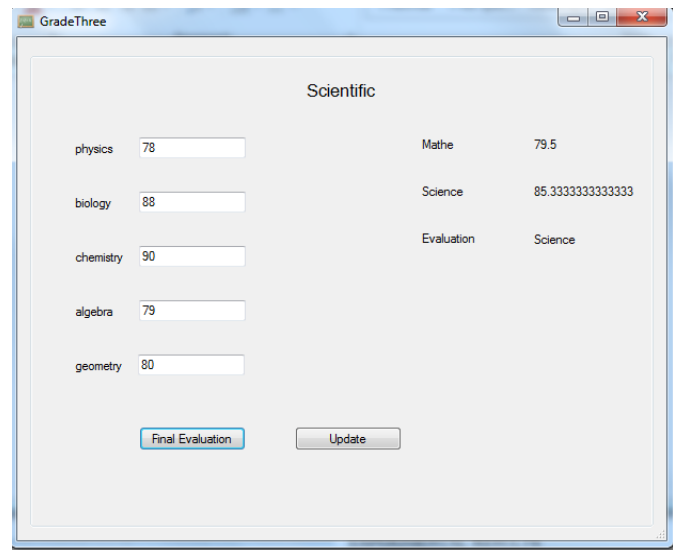 GradeThree
Scientific
physics 78 Mathe 79.5
biology 88 Science 85.3333333333333
chemistry 90 Evaluation Science
algebra 79
geometry 80
Final Evaluation Update